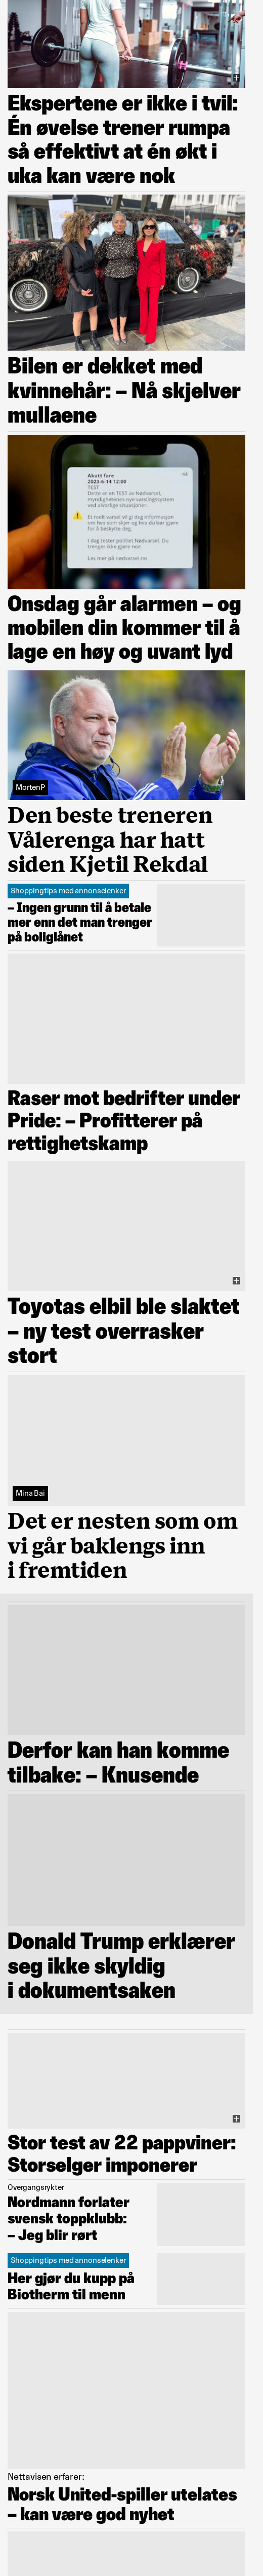 Ekspertene er ikke i tvil:
Én øvelse trener rumpa
så effektivt at én økt i
uka kan være nok
Bilen er dekket med
kvinnehår: – Nå skjelver
mullaene
Akutt fare
2023-6-14 12:00
TEST
Dette er en TEST av Nødvarsel,
myndighetenes nye varslingssystem
ved alvorlige situasjoner.
Et reelt varsel vil gi deg informasjon
om hva som skjer og hva du bør gjøre
for å beskytte deg.
I dag tester politiet Nødvarsel. Du
trenger ikke gjøre noe.
Les mer på nødvarsel.no
Onsdag går alarmen – og
mobilen din kommer til å
lage en høy og uvant lyd
MortenP
Den beste treneren
Vålerenga har hatt
siden Kjetil Rekdal
Shoppingtips med annonselenker
– Ingen grunn til å betale
mer enn det man trenger
på boliglånet
Raser mot bedrifter under
Pride: – Profitterer på
rettighetskamp
Toyotas elbil ble slaktet
– ny test overrasker
stort
Mina Bai
Det er nesten som om
vi går baklengs inn
i fremtiden
Derfor kan han komme
tilbake: – Knusende
Donald Trump erklærer
seg ikke skyldig
i dokumentsaken
Stor test av 22 pappviner:
Storselger imponerer
Overgangsrykter
Nordmann forlater
svensk toppklubb:
– Jeg blir rørt
Shoppingtips med annonselenker
Her gjør du kupp på
Biotherm til menn
Nettavisen erfarer:
Norsk United-spiller utelates
– kan være god nyhet